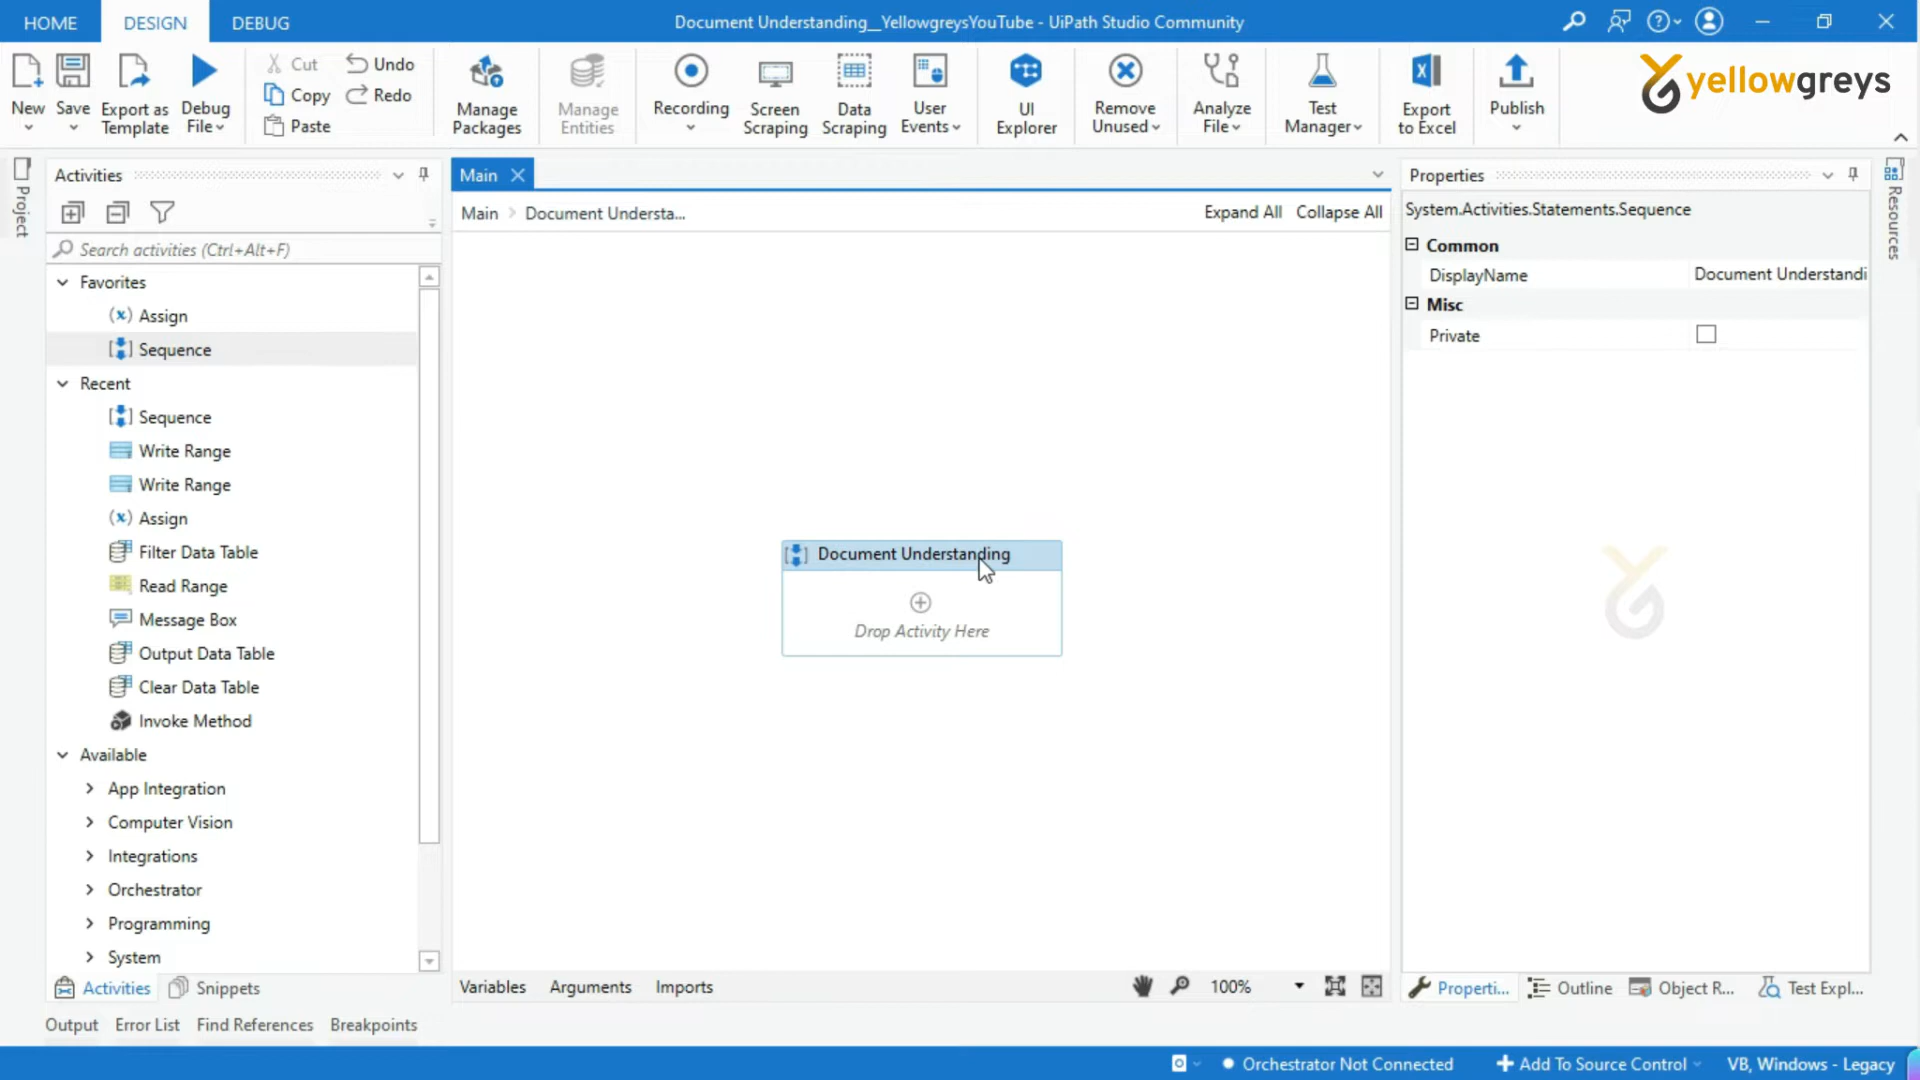 HOME DESIGN DEBUG
Document Understanding__YellowgreysYouTube - UiPath Studio Community
New
Save
Export as
Template
Debug
File
Cut
Copy
Paste
Undo
Redo
Manage
Packages
Manage
Entities
Recording
Screen
Scraping
Data
Scraping
User
Events
UI
Explorer
Remove
Unused
Analyze
File
Test
Manager
Export
to Excel
Publish
yellowgreys
Project
Activities
Search activities (Ctrl+Alt+F)
Favorites
Assign
Sequence
Recent
Sequence
Write Range
Write Range
Assign
Filter Data Table
Read Range
Message Box
Output Data Table
Clear Data Table
Invoke Method
Available
App Integration
Computer Vision
Integrations
Orchestrator
Programming
System
Activities Snippets
Main
Main > Document Understa...
Expand All Collapse All
Document Understanding
Drop Activity Here
Variables Arguments Imports
100%
Properties
System.Activities.Statements.Sequence
Common
DisplayName Document Understandi
Misc
Private
Resources
Properti... Outline Object R... Test Expl...
Output Error List Find References Breakpoints
Orchestrator Not Connected
Add To Source Control
VB, Windows - Legacy